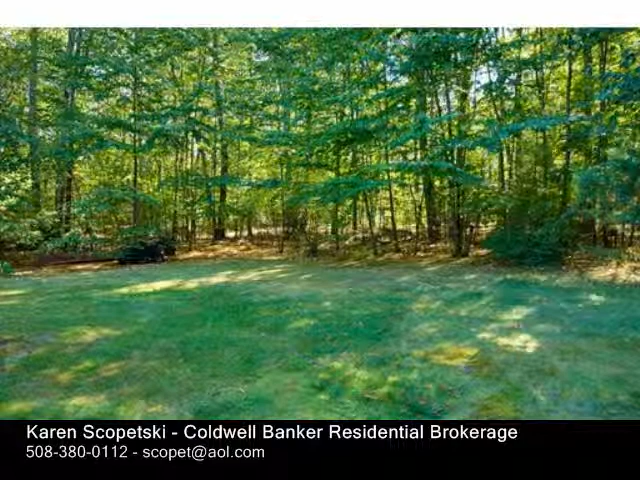 Karen Scopetski - Coldwell Banker Residential Brokerage
508-380-0112 - scopet@aol.com